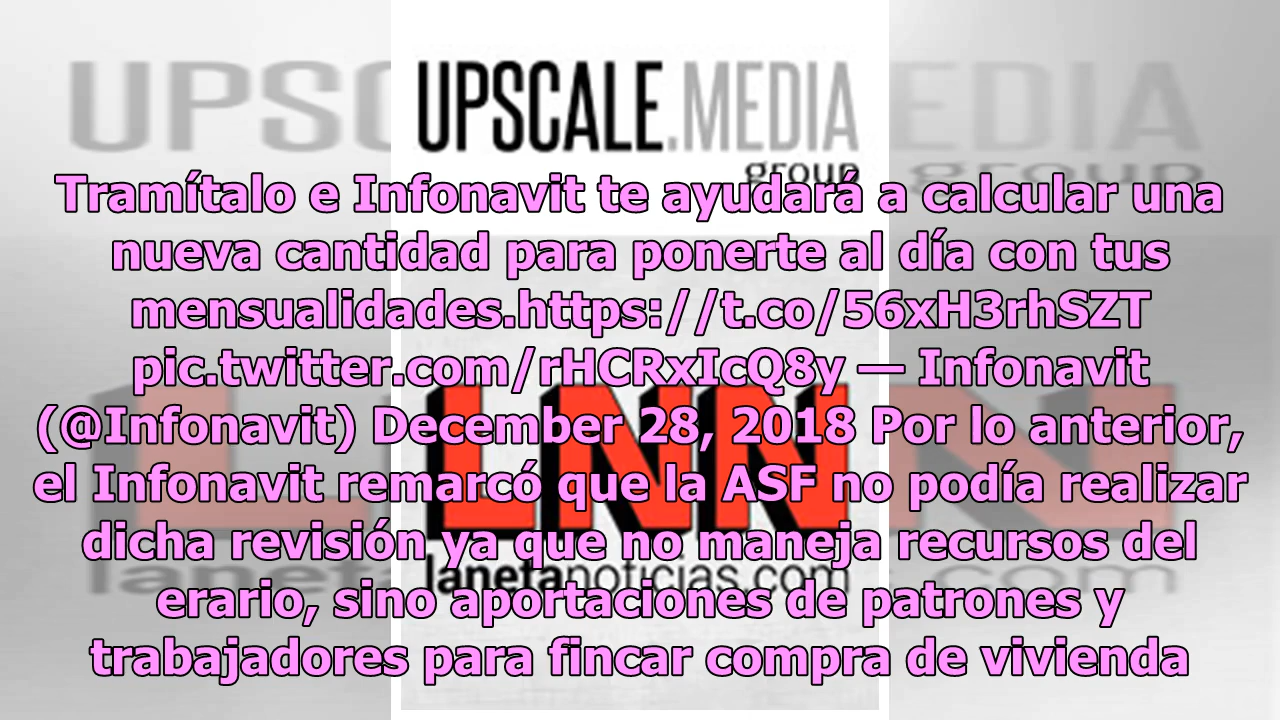 UPSCALE.MEDIA
group
Tramítalo e Infonavit te ayudará a calcular una
nueva cantidad para ponerte al día con tus
mensualidades.https://t.co/56xH3rhSZT
pic.twitter.com/rHCRxIcQ8y — Infonavit
(@Infonavit) December 28, 2018 Por lo anterior,
el Infonavit remarcó que la ASF no podía realizar
dicha revisión ya que no maneja recursos del
erario, sino aportaciones de patrones y
trabajadores para fincar compra de vivienda
LNN
lanetanoticias.com